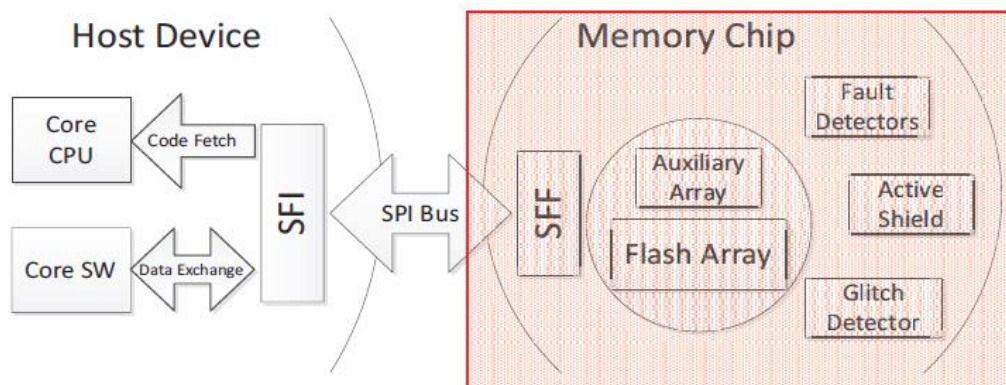 Host Device
Core
CPU
Code Fetch
Core SW
Data Exchange
SFI
SPI Bus
Memory Chip
SFF
Auxiliary
Array
Flash Array
Fault
Detectors
Active
Shield
Glitch
Detector